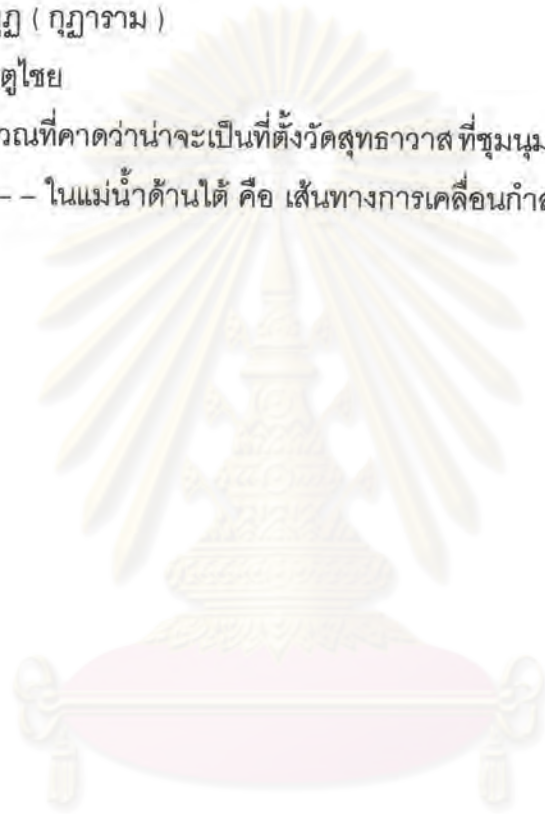 ฎ ( กุฎาราม )
ตูไชย
วณที่คาดว่าน่าจะเป็นที่ตั้งวัดสุทธาวาส ที่ชุมนุม
– – ในแม่น้ำด้านใต้ คือ เส้นทางการเคลื่อนกำล